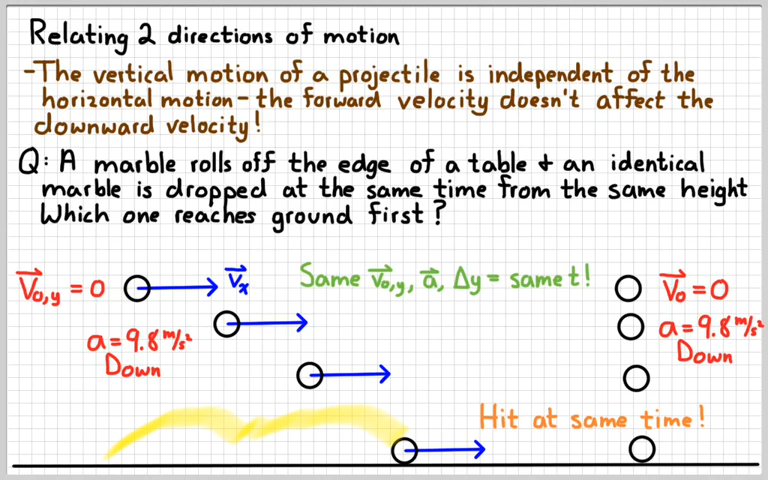 Relating 2 directions of motion
-The vertical motion of a projectile is independent of the
horizontal motion- the forward velocity doesn't affect the
downward velocity!
Q: A marble rolls off the edge of a table + an identical
marble is dropped at the same time from the same height
Which one reaches ground first?
V⃗o,y = 0
V⃗x
Same V⃗o,y, a⃗, Δy = same t!
V⃗o = 0
a = 9.8 m/s²
Down
a = 9.8 m/s²
Down
Hit at same time!